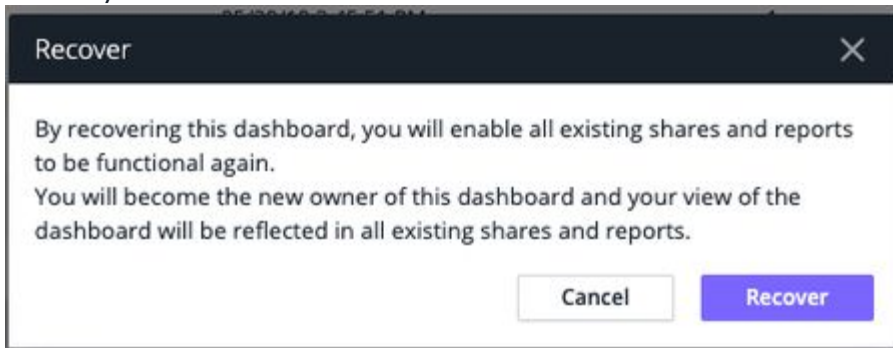 Recover
By recovering this dashboard, you will enable all existing shares and reports
to be functional again.
You will become the new owner of this dashboard and your view of the
dashboard will be reflected in all existing shares and reports.
Cancel Recover